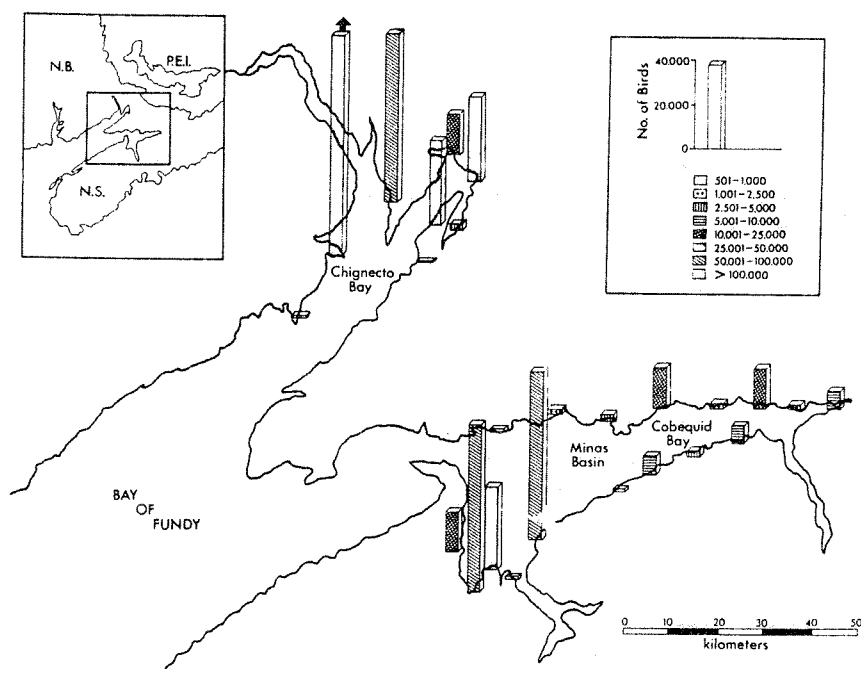 N.B.
P.E.I.
N.S.
No. of Birds
40.000
20.000
0
501-1.000
1.001-2.500
2.501-5.000
5.001-10.000
10.001-25.000
25.001-50.000
50.001-100.000
> 100.000
Chignecto
Bay
Minas
Basin
Cobequid
Bay
BAY
OF
FUNDY
0 10 20 30 40 50
kilometers